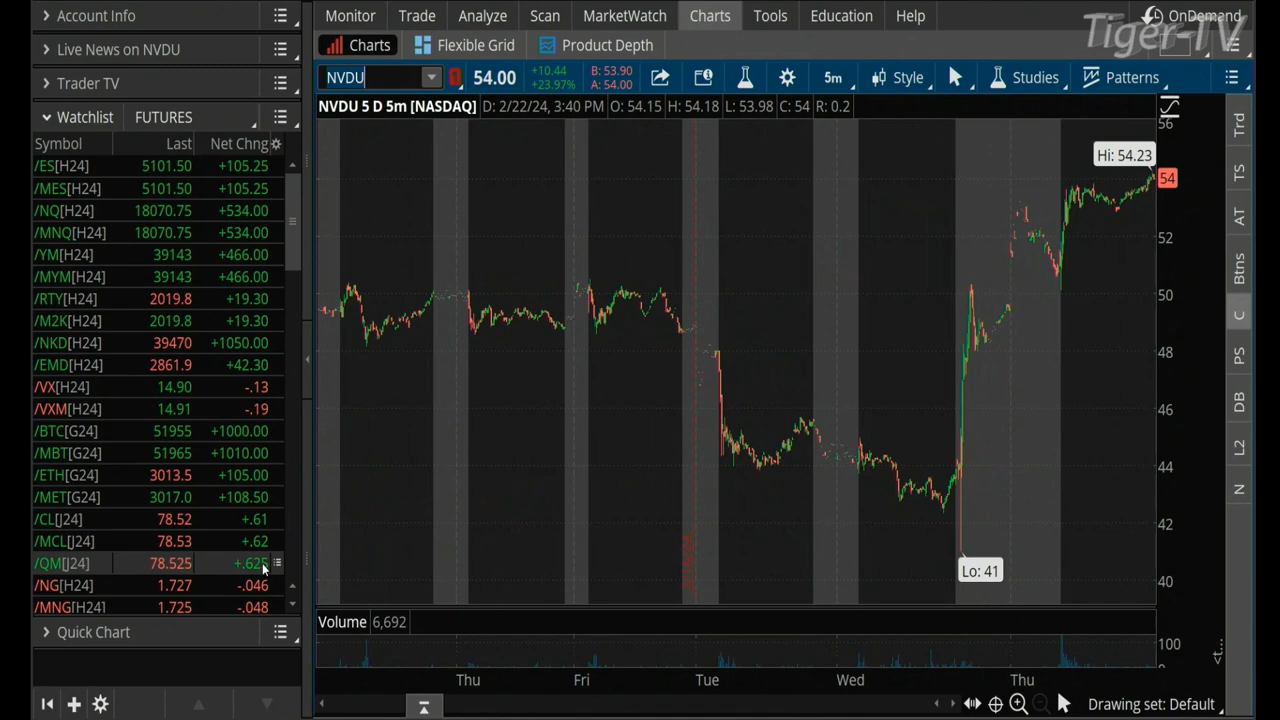 Account Info
Live News on NVDU
Trader TV
Watchlist FUTURES
Symbol Last Net Chng
/ES[H24] 5101.50 +105.25
/MES[H24] 5101.50 +105.25
/NQ[H24] 18070.75 +534.00
/MNQ[H24] 18070.75 +534.00
/YM[H24] 39143 +466.00
/MYM[H24] 39143 +466.00
/RTY[H24] 2019.8 +19.30
/M2K[H24] 2019.8 +19.30
/NKD[H24] 39470 +1050.00
/EMD[H24] 2861.9 +42.30
/VX[H24] 14.90 -.13
/VXM[H24] 14.91 -.19
/BTC[G24] 51955 +1000.00
/MBT[G24] 51965 +1010.00
/ETH[G24] 3013.5 +105.00
/MET[G24] 3017.0 +108.50
/CL[J24] 78.52 +.61
/MCL[J24] 78.53 +.62
/QM[J24] 78.525 +.625
/NG[H24] 1.727 -.046
/MNG[H24] 1.725 -.048
Quick Chart
Monitor Trade Analyze Scan MarketWatch Charts Tools Education Help OnDemand
Tiger-TV
Charts Flexible Grid Product Depth
NVDU 54.00 +10.44 +23.97% B: 53.90 A: 54.00 5m Style Studies Patterns
NVDU 5 D 5m [NASDAQ] D: 2/22/24, 3:40 PM O: 54.15 H: 54.18 L: 53.98 C: 54 R: 0.2
56
Hi: 54.23
54
52
50
48
46
44
42
Lo: 41
40
Volume 6,692
100
0
<t...
Thu Fri Tue Wed Thu
Drawing set: Default
Trd
TS
AT
Btns
C
PS
DB
L2
N